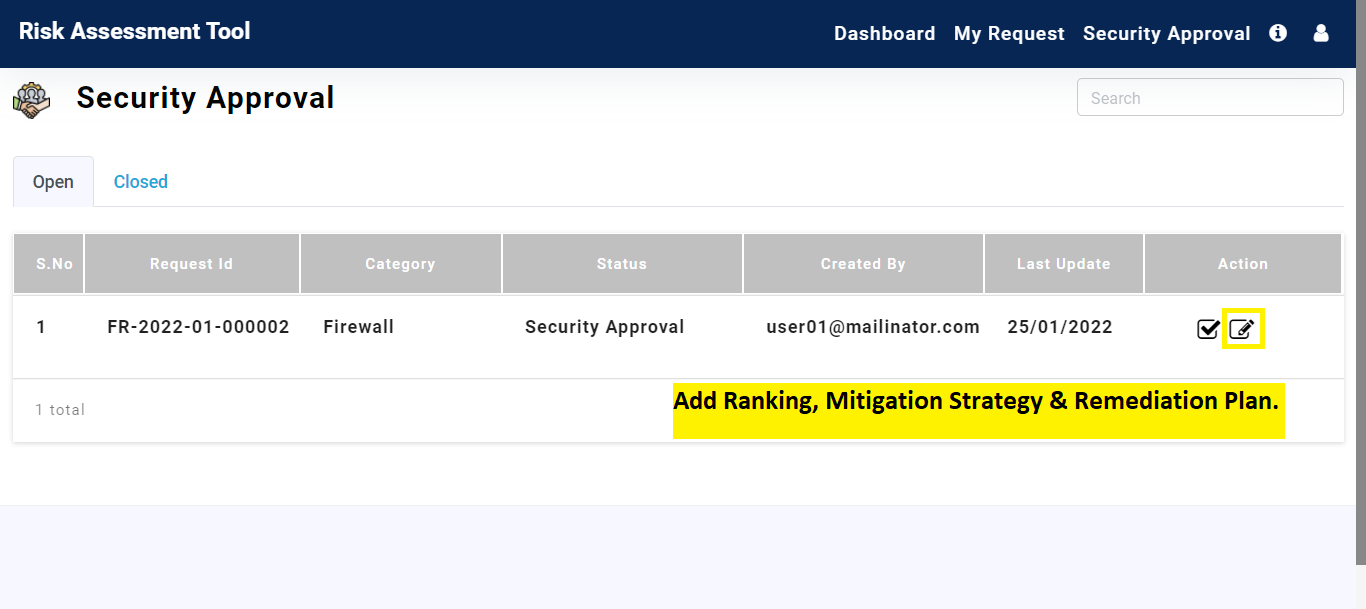 Risk Assessment Tool
Dashboard My Request Security Approval
Security Approval
Search
Open Closed
S.No Request Id Category Status Created By Last Update Action
1 FR-2022-01-000002 Firewall Security Approval user01@mailinator.com 25/01/2022
1 total
Add Ranking, Mitigation Strategy & Remediation Plan.